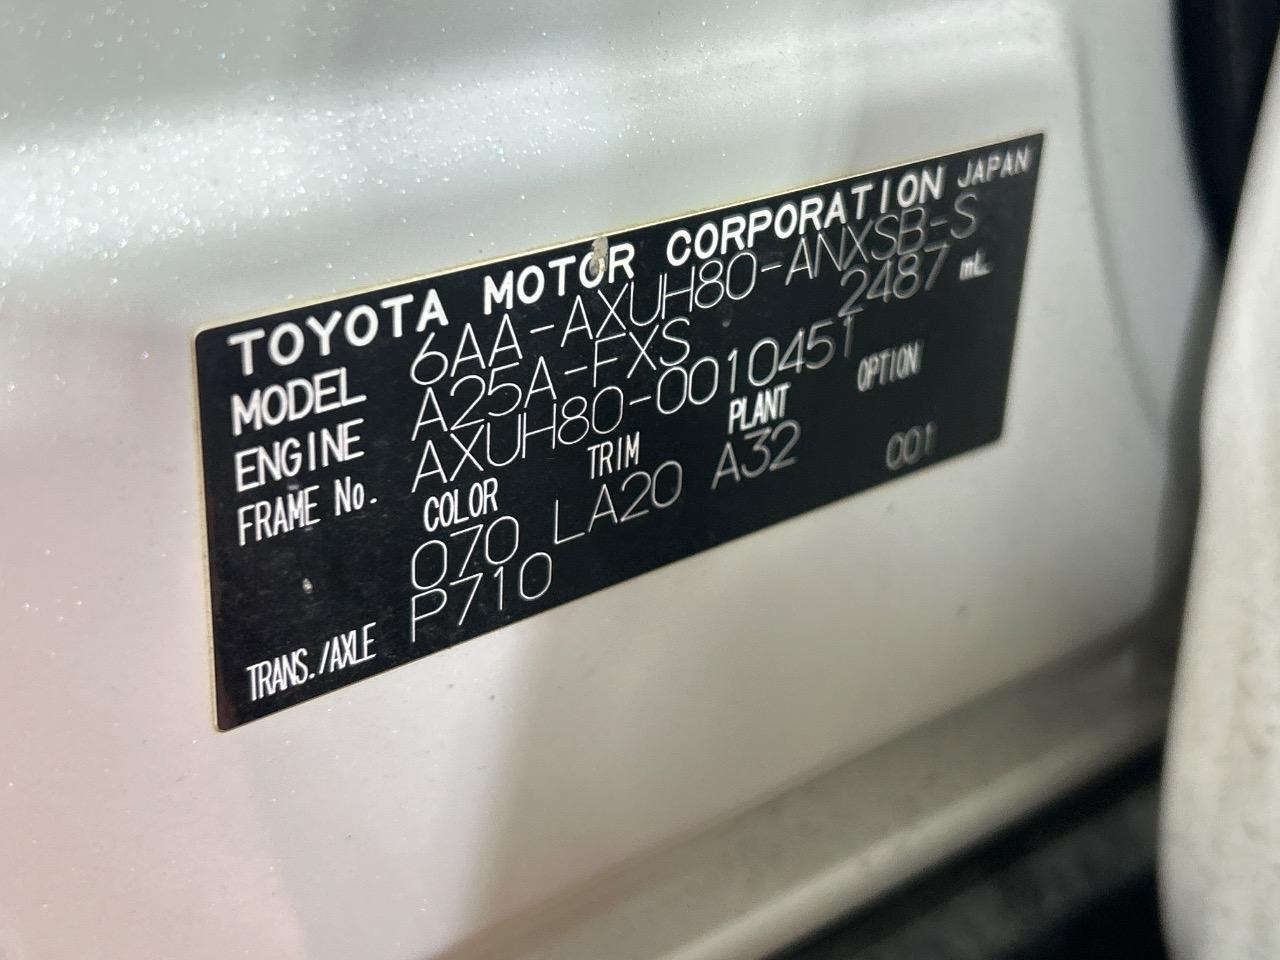 TOYOTA MOTOR CORPORATION JAPAN
MODEL 6AA-AXUH80-ANXSB-S
ENGINE A25A-FXS 2487 mL
FRAME No. AXUH80-0010451
COLOR TRIM PLANT OPTION
070 LA20 A32 001
TRANS./AXLE P710